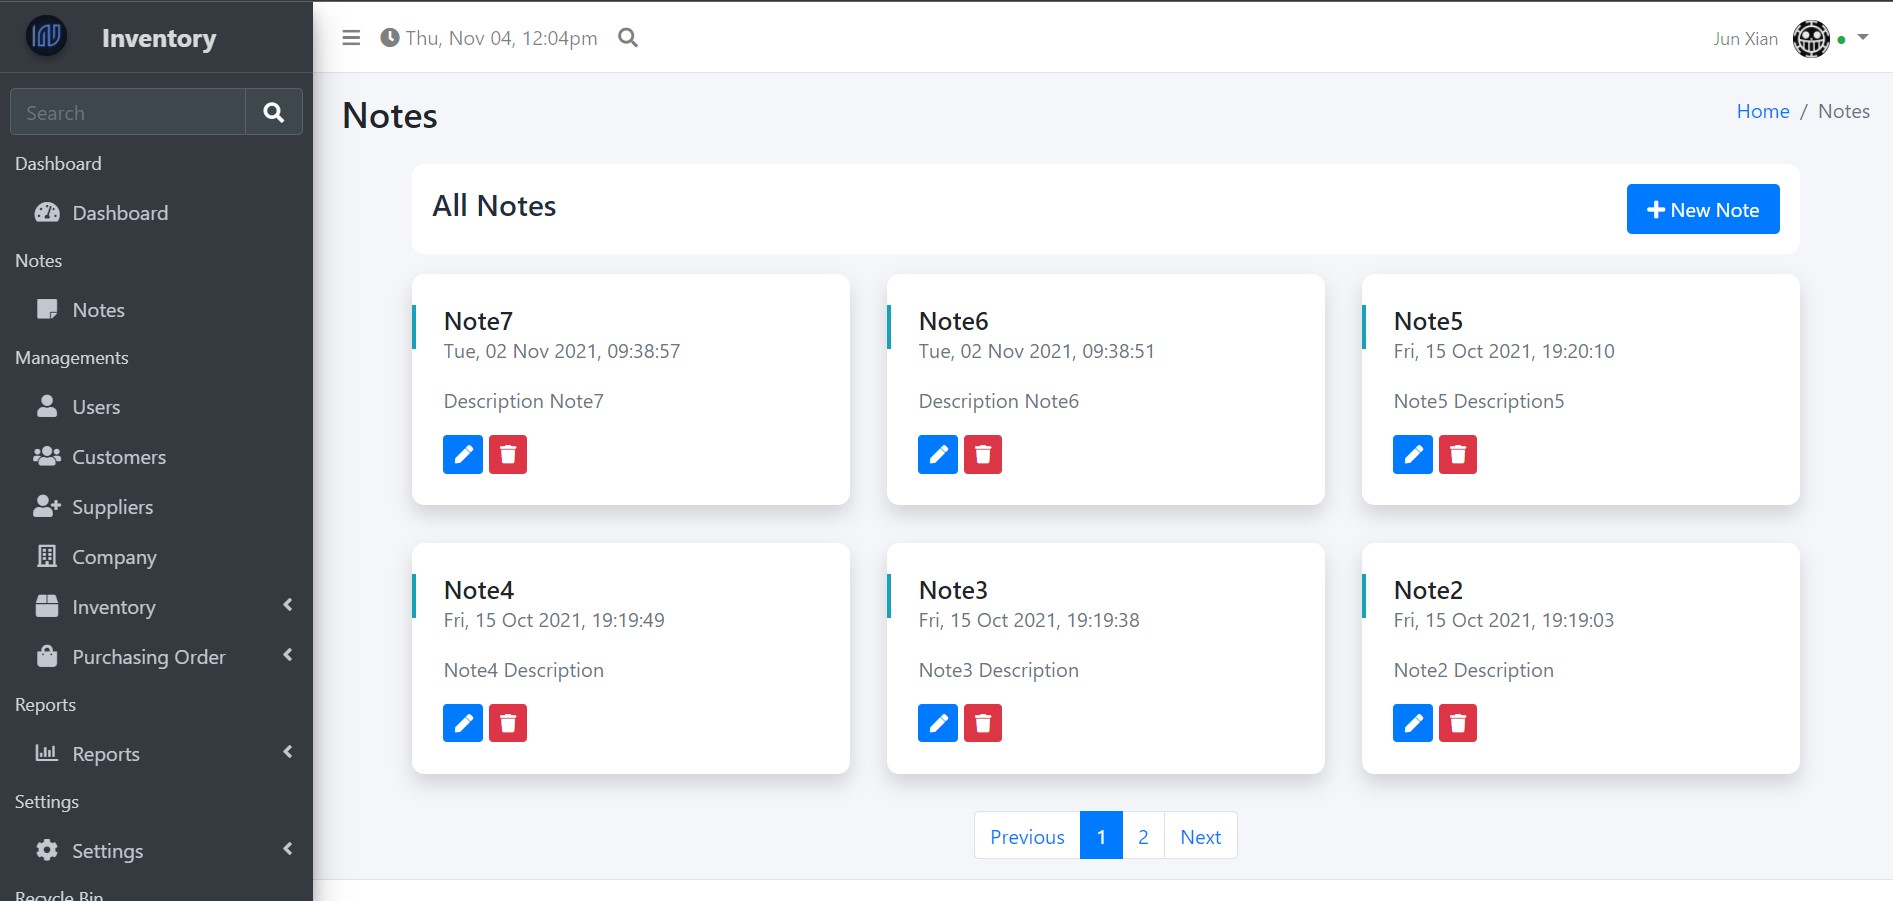 Inventory
Thu, Nov 04, 12:04pm
Jun Xian
Search
Dashboard
Dashboard
Notes
Notes
Managements
Users
Customers
Suppliers
Company
Inventory
Purchasing Order
Reports
Reports
Settings
Settings
Recycle Bin
Notes
Home / Notes
All Notes
New Note
Note7
Tue, 02 Nov 2021, 09:38:57
Description Note7
Note6
Tue, 02 Nov 2021, 09:38:51
Description Note6
Note5
Fri, 15 Oct 2021, 19:20:10
Note5 Description5
Note4
Fri, 15 Oct 2021, 19:19:49
Note4 Description
Note3
Fri, 15 Oct 2021, 19:19:38
Note3 Description
Note2
Fri, 15 Oct 2021, 19:19:03
Note2 Description
Previous 1 2 Next